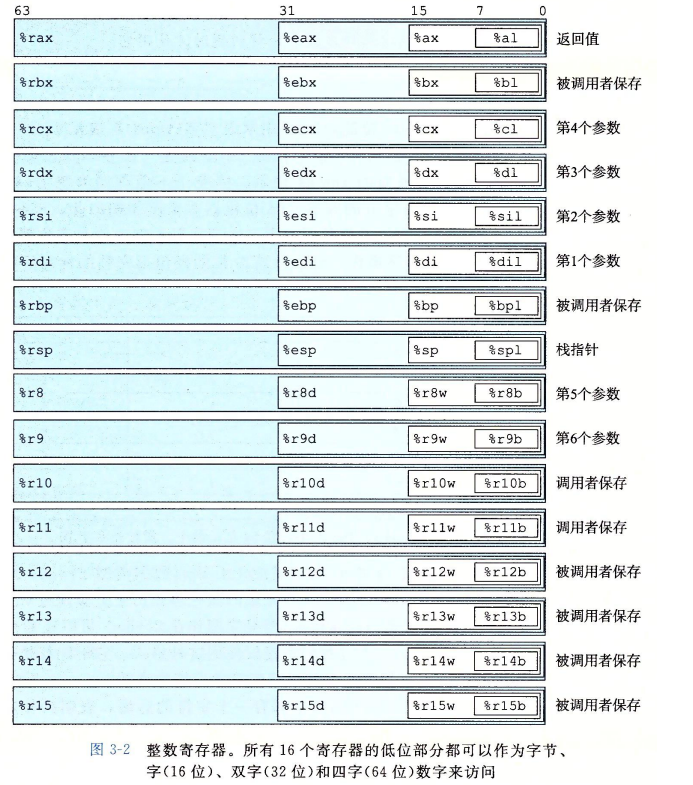 63 31 15 7 0
%rax %eax %ax %al 返回值
%rbx %ebx %bx %bl 被调用者保存
%rcx %ecx %cx %cl 第4个参数
%rdx %edx %dx %dl 第3个参数
%rsi %esi %si %sil 第2个参数
%rdi %edi %di %dil 第1个参数
%rbp %ebp %bp %bpl 被调用者保存
%rsp %esp %sp %spl 栈指针
%r8 %r8d %r8w %r8b 第5个参数
%r9 %r9d %r9w %r9b 第6个参数
%r10 %r10d %r10w %r10b 调用者保存
%r11 %r11d %r11w %r11b 调用者保存
%r12 %r12d %r12w %r12b 被调用者保存
%r13 %r13d %r13w %r13b 被调用者保存
%r14 %r14d %r14w %r14b 被调用者保存
%r15 %r15d %r15w %r15b 被调用者保存
图 3-2 整数寄存器。所有 16 个寄存器的低位部分都可以作为字节、
字(16 位)、双字(32 位)和四字(64 位)数字来访问